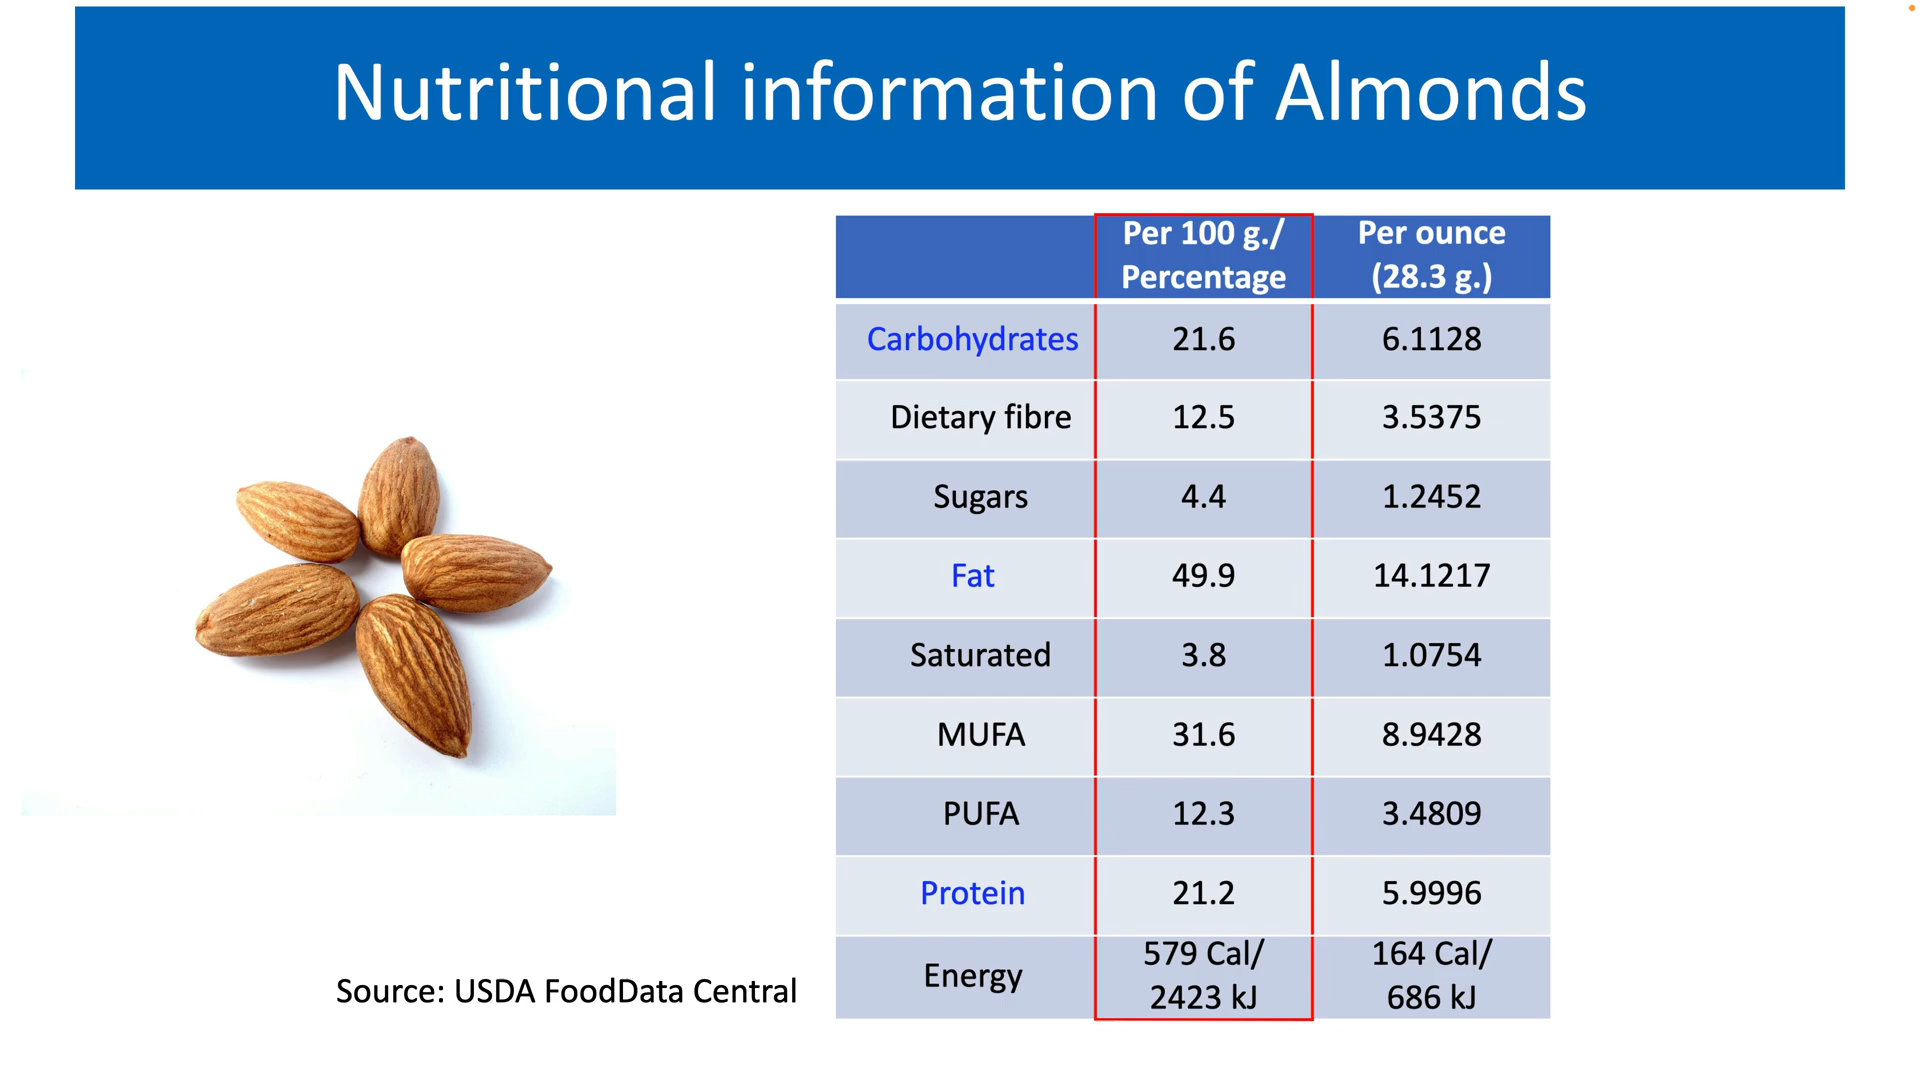 Nutritional information of Almonds
Per 100 g./ Per ounce
Percentage (28.3 g.)
Carbohydrates 21.6 6.1128
Dietary fibre 12.5 3.5375
Sugars 4.4 1.2452
Fat 49.9 14.1217
Saturated 3.8 1.0754
MUFA 31.6 8.9428
PUFA 12.3 3.4809
Protein 21.2 5.9996
Energy 579 Cal/ 164 Cal/
2423 kJ 686 kJ
Source: USDA FoodData Central